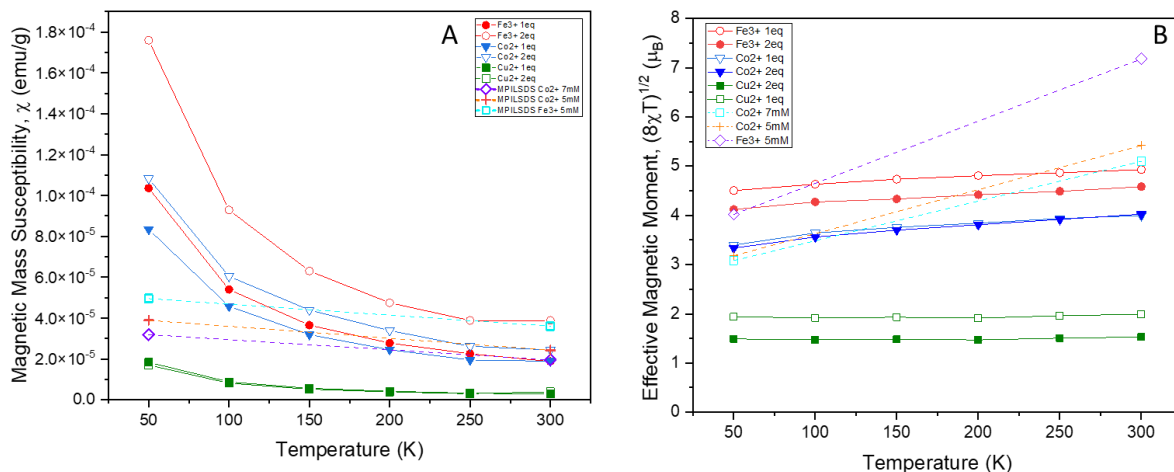 A
Fe3+ 1eq
Fe3+ 2eq
Co2+ 1eq
Co2+ 2eq
Cu2+ 1eq
Cu2+ 2eq
MPILSDS Co2+ 7mM
MPILSDS Co2+ 5mM
MPILSDS Fe3+ 5mM
Magnetic Mass Susceptibility, χ (emu/g)
1.8×10⁻⁴
1.6×10⁻⁴
1.4×10⁻⁴
1.2×10⁻⁴
1.0×10⁻⁴
8.0×10⁻⁵
6.0×10⁻⁵
4.0×10⁻⁵
2.0×10⁻⁵
0.0
50 100 150 200 250 300
Temperature (K)
B
Fe3+ 1eq
Fe3+ 2eq
Co2+ 1eq
Co2+ 2eq
Cu2+ 2eq
Cu2+ 1eq
Co2+ 7mM
Co2+ 5mM
Fe3+ 5mM
Effective Magnetic Moment, (8χT)^1/2 (μ_B)
8
7
6
5
4
3
2
1
0
50 100 150 200 250 300
Temperature (K)